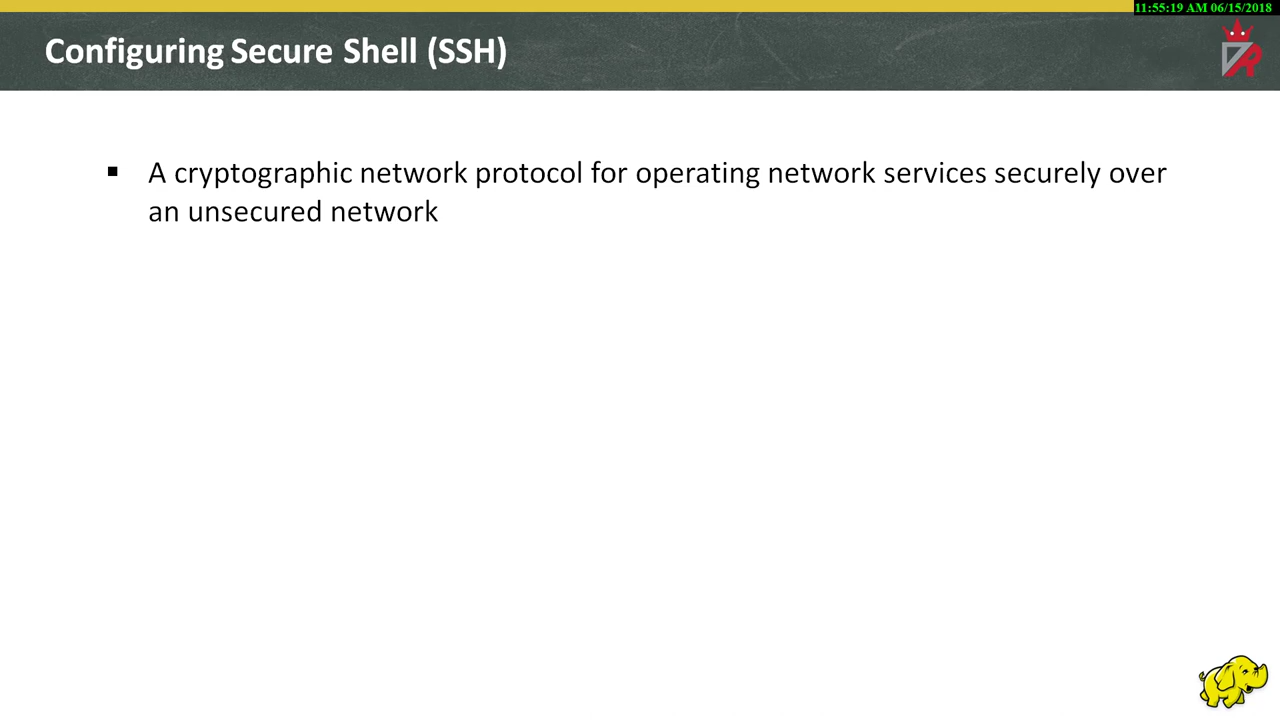 11:55:19 AM 06/15/2018
Configuring Secure Shell (SSH)
▪ A cryptographic network protocol for operating network services securely over
an unsecured network